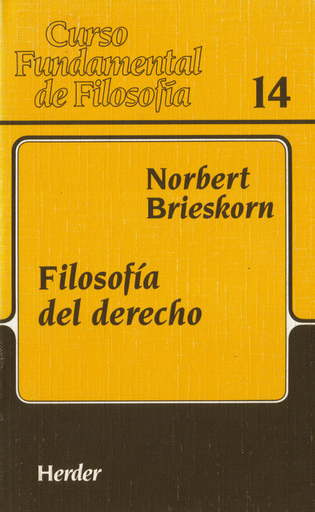 Curso
Fundamental
de Filosofía
14
Norbert
Brieskorn
Filosofía
del derecho
Herder